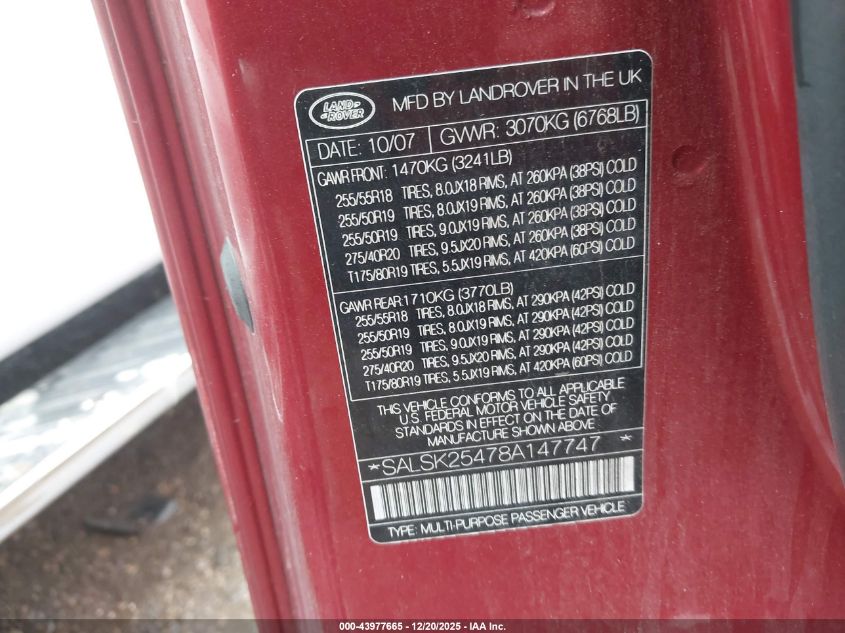 LAND ROVER
MFD BY LANDROVER IN THE UK
DATE: 10/07 GVWR: 3070KG (6768LB)
GAWR FRONT: 1470KG (3241LB)
255/55R18 TIRES, 8.0JX18 RIMS, AT 260KPA (38PSI) COLD
255/50R19 TIRES, 8.0JX19 RIMS, AT 260KPA (38PSI) COLD
255/50R19 TIRES, 9.0JX19 RIMS, AT 260KPA (38PSI) COLD
275/40R20 TIRES, 9.5JX20 RIMS, AT 260KPA (38PSI) COLD
T175/80R19 TIRES, 5.5JX19 RIMS, AT 420KPA (60PSI) COLD
GAWR REAR: 1710KG (3770LB)
255/55R18 TIRES, 8.0JX18 RIMS, AT 290KPA (42PSI) COLD
255/50R19 TIRES, 8.0JX19 RIMS, AT 290KPA (42PSI) COLD
255/50R19 TIRES, 9.0JX19 RIMS, AT 290KPA (42PSI) COLD
275/40R20 TIRES, 9.5JX20 RIMS, AT 290KPA (42PSI) COLD
T175/80R19 TIRES, 5.5JX19 RIMS, AT 420KPA (60PSI) COLD
THIS VEHICLE CONFORMS TO ALL APPLICABLE
U.S. FEDERAL MOTOR VEHICLE SAFETY
STANDARDS IN EFFECT ON THE DATE OF
MANUFACTURE SHOWN ABOVE
*SALSK25478A147747*
TYPE: MULTI-PURPOSE PASSENGER VEHICLE
000-43977665 - 12/20/2025 - IAA Inc.